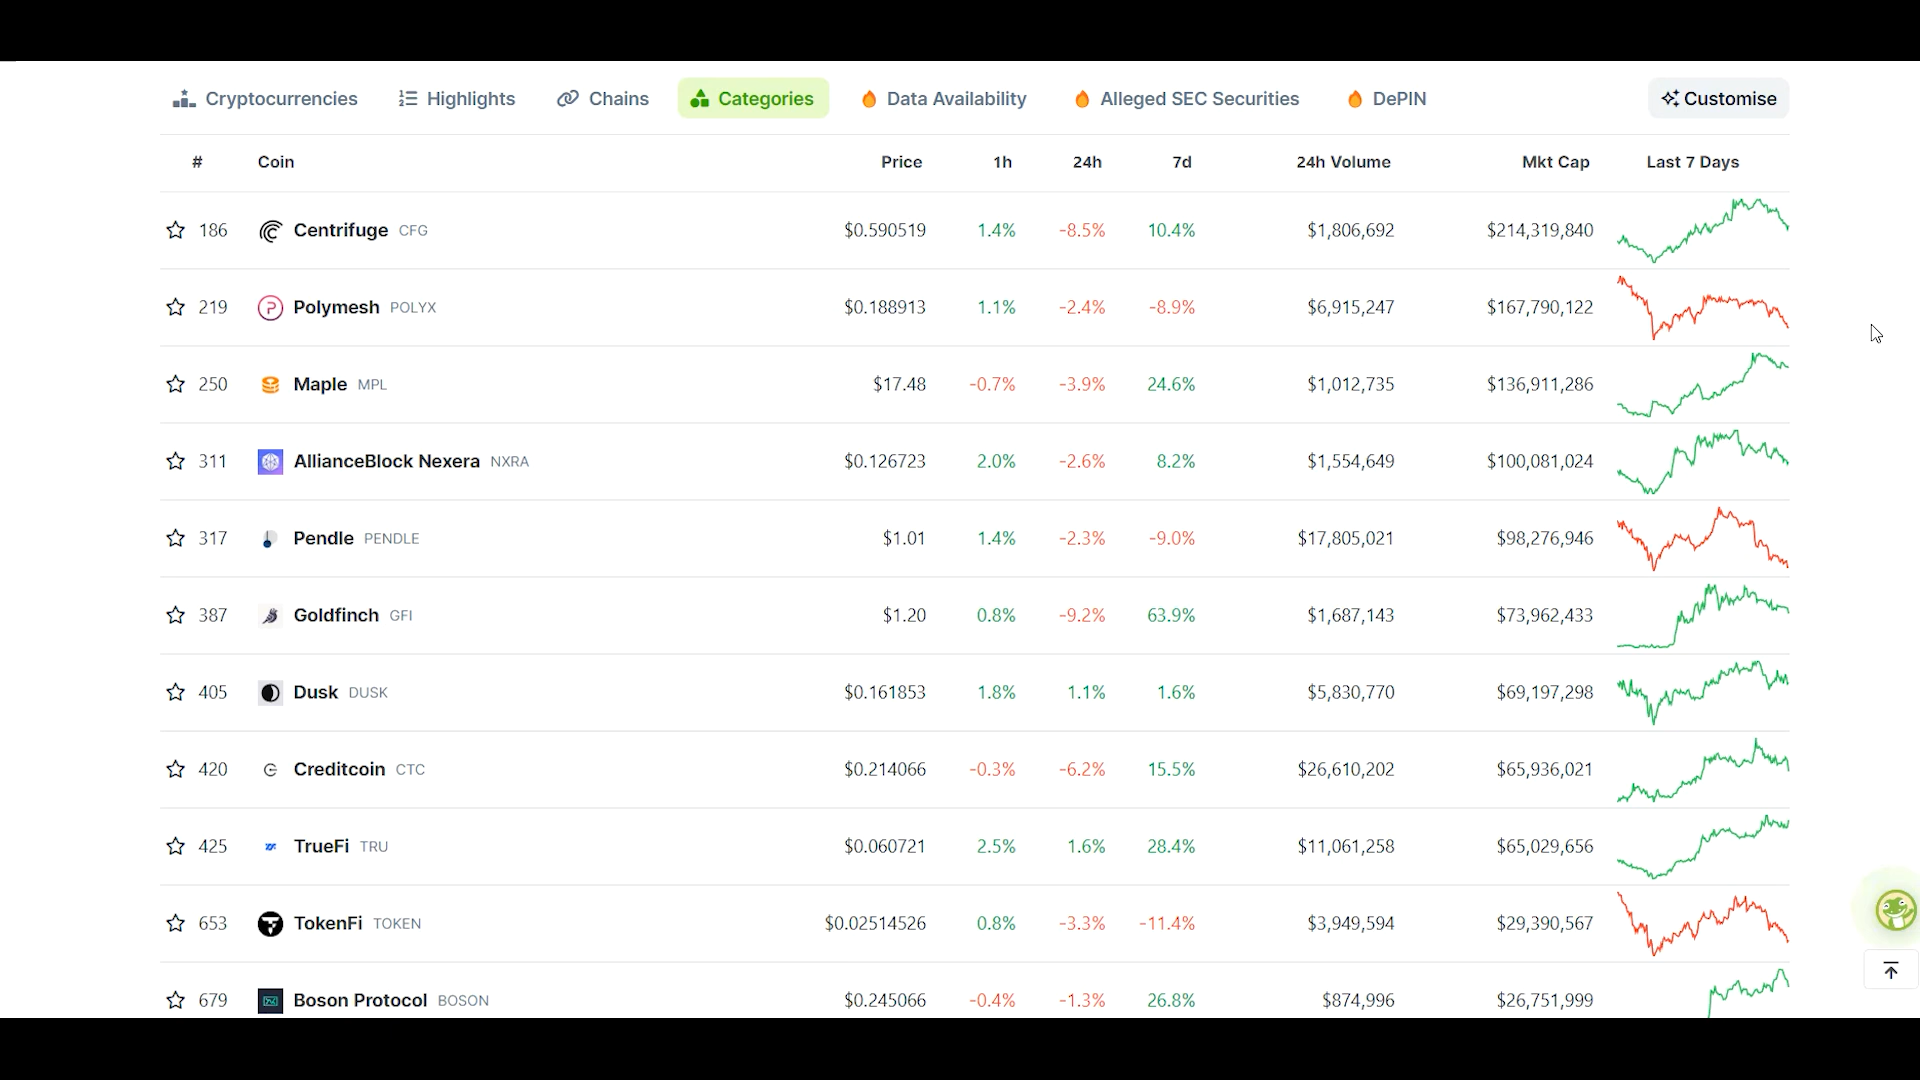 Cryptocurrencies Highlights Chains Categories Data Availability Alleged SEC Securities DePIN Customise
# Coin Price 1h 24h 7d 24h Volume Mkt Cap Last 7 Days
186 Centrifuge CFG $0.590519 1.4% -8.5% 10.4% $1,806,692 $214,319,840
219 Polymesh POLYX $0.188913 1.1% -2.4% -8.9% $6,915,247 $167,790,122
250 Maple MPL $17.48 -0.7% -3.9% 24.6% $1,012,735 $136,911,286
311 AllianceBlock Nexera NXRA $0.126723 2.0% -2.6% 8.2% $1,554,649 $100,081,024
317 Pendle PENDLE $1.01 1.4% -2.3% -9.0% $17,805,021 $98,276,946
387 Goldfinch GFI $1.20 0.8% -9.2% 63.9% $1,687,143 $73,962,433
405 Dusk DUSK $0.161853 1.8% 1.1% 1.6% $5,830,770 $69,197,298
420 Creditcoin CTC $0.214066 -0.3% -6.2% 15.5% $26,610,202 $65,936,021
425 TrueFi TRU $0.060721 2.5% 1.6% 28.4% $11,061,258 $65,029,656
653 TokenFi TOKEN $0.02514526 0.8% -3.3% -11.4% $3,949,594 $29,390,567
679 Boson Protocol BOSON $0.245066 -0.4% -1.3% 26.8% $874,996 $26,751,999